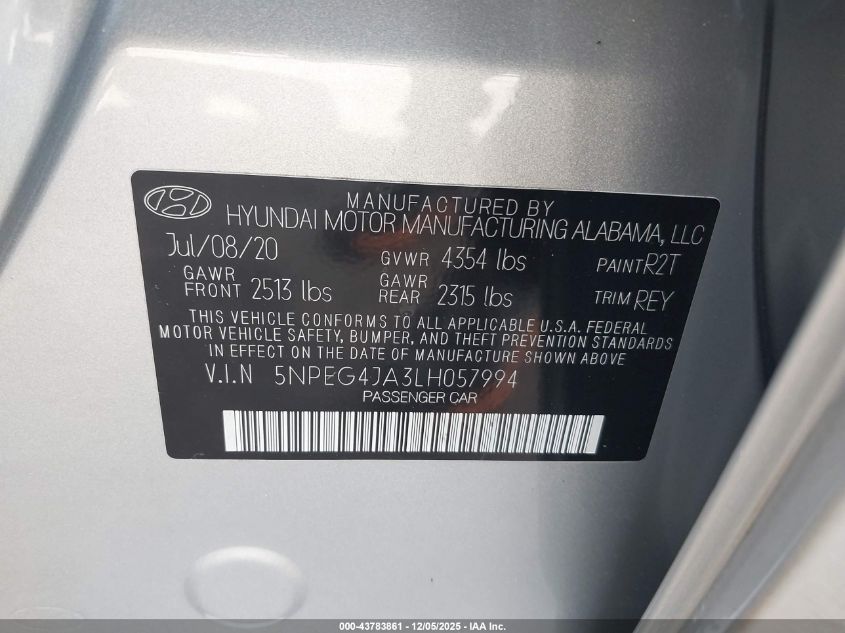 MANUFACTURED BY
HYUNDAI MOTOR MANUFACTURING ALABAMA, LLC
Jul/08/20 GVWR 4354 lbs PAINT R2T
GAWR FRONT 2513 lbs GAWR REAR 2315 lbs TRIM REY
THIS VEHICLE CONFORMS TO ALL APPLICABLE U.S.A. FEDERAL
MOTOR VEHICLE SAFETY, BUMPER, AND THEFT PREVENTION STANDARDS
IN EFFECT ON THE DATE OF MANUFACTURE SHOWN ABOVE
V.I.N 5NPEG4JA3LH057994
PASSENGER CAR
000-43783861 - 12/05/2025 - IAA Inc.